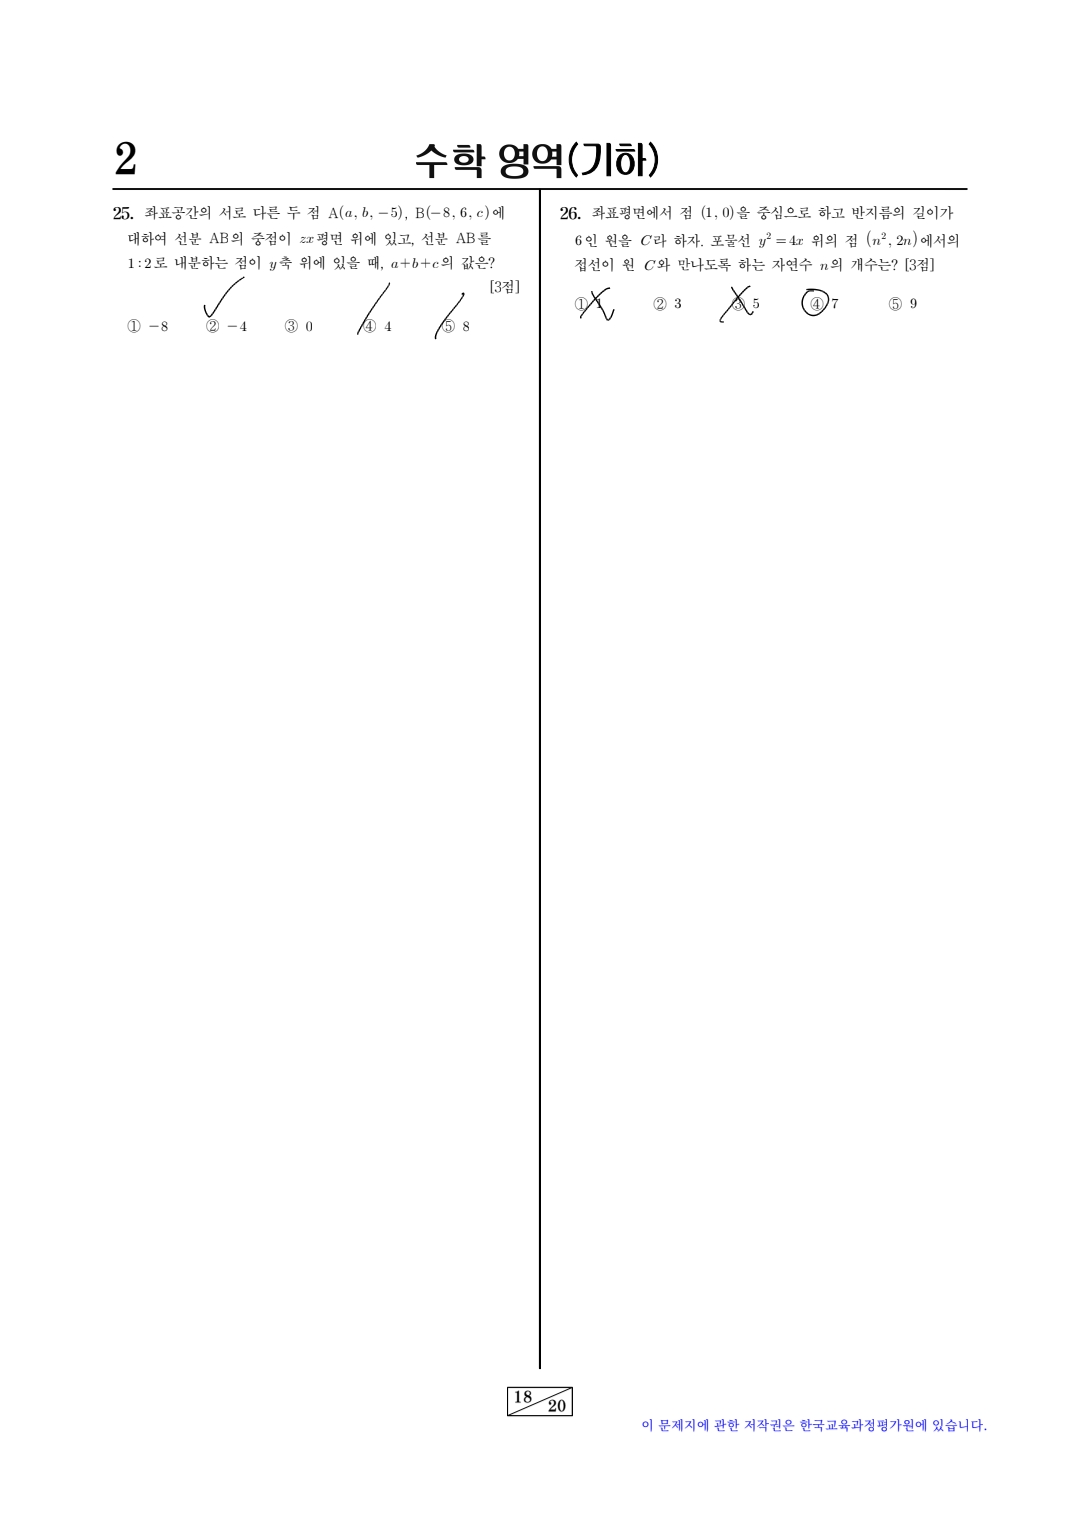 2
수학 영역(기하)
25. 좌표공간의 서로 다른 두 점 A(a, b, −5), B(−8, 6, c)에
대하여 선분 AB의 중점이 zx평면 위에 있고, 선분 AB를
1:2로 내분하는 점이 y축 위에 있을 때, a+b+c의 값은?
[3점]
① −8 ② −4 ③ 0 ④ 4 ⑤ 8
26. 좌표평면에서 점 (1, 0)을 중심으로 하고 반지름의 길이가
6인 원을 C라 하자. 포물선 y² = 4x 위의 점 (n², 2n)에서의
접선이 원 C와 만나도록 하는 자연수 n의 개수는? [3점]
① 1 ② 3 ③ 5 ④ 7 ⑤ 9
18
20
이 문제지에 관한 저작권은 한국교육과정평가원에 있습니다.